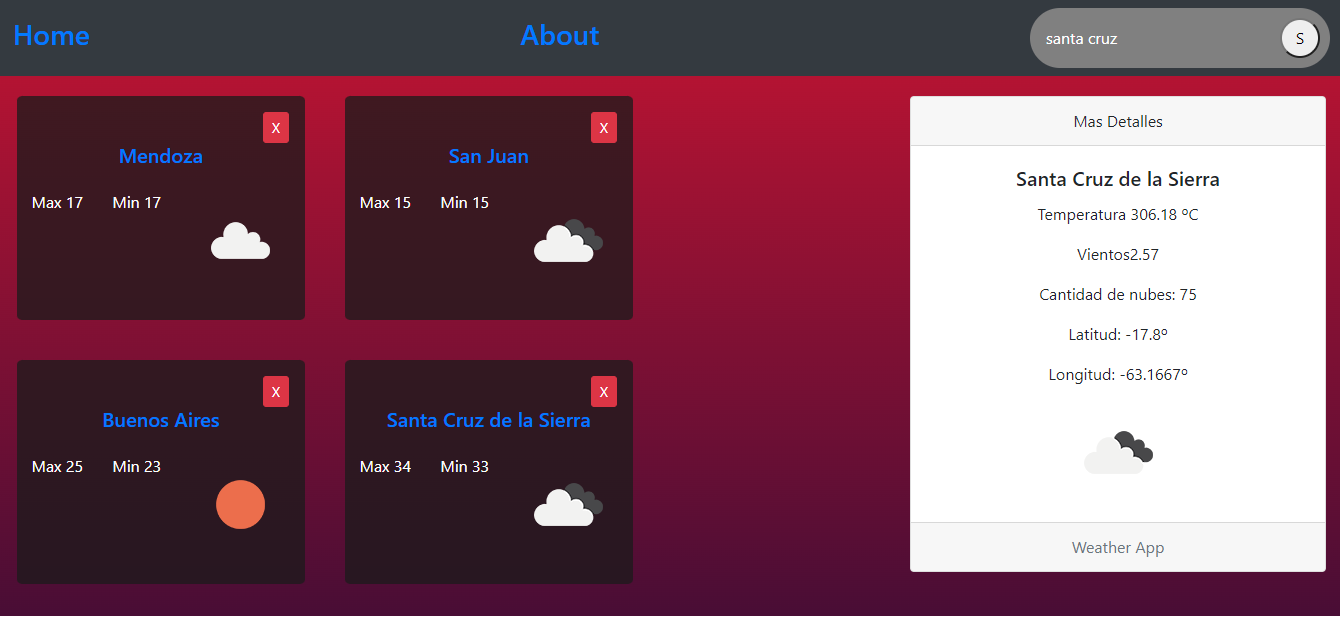 Home
About
santa cruz
S
X
Mendoza
Max 17 Min 17
X
San Juan
Max 15 Min 15
X
Buenos Aires
Max 25 Min 23
X
Santa Cruz de la Sierra
Max 34 Min 33
Mas Detalles
Santa Cruz de la Sierra
Temperatura 306.18 ºC
Vientos2.57
Cantidad de nubes: 75
Latitud: -17.8º
Longitud: -63.1667º
Weather App